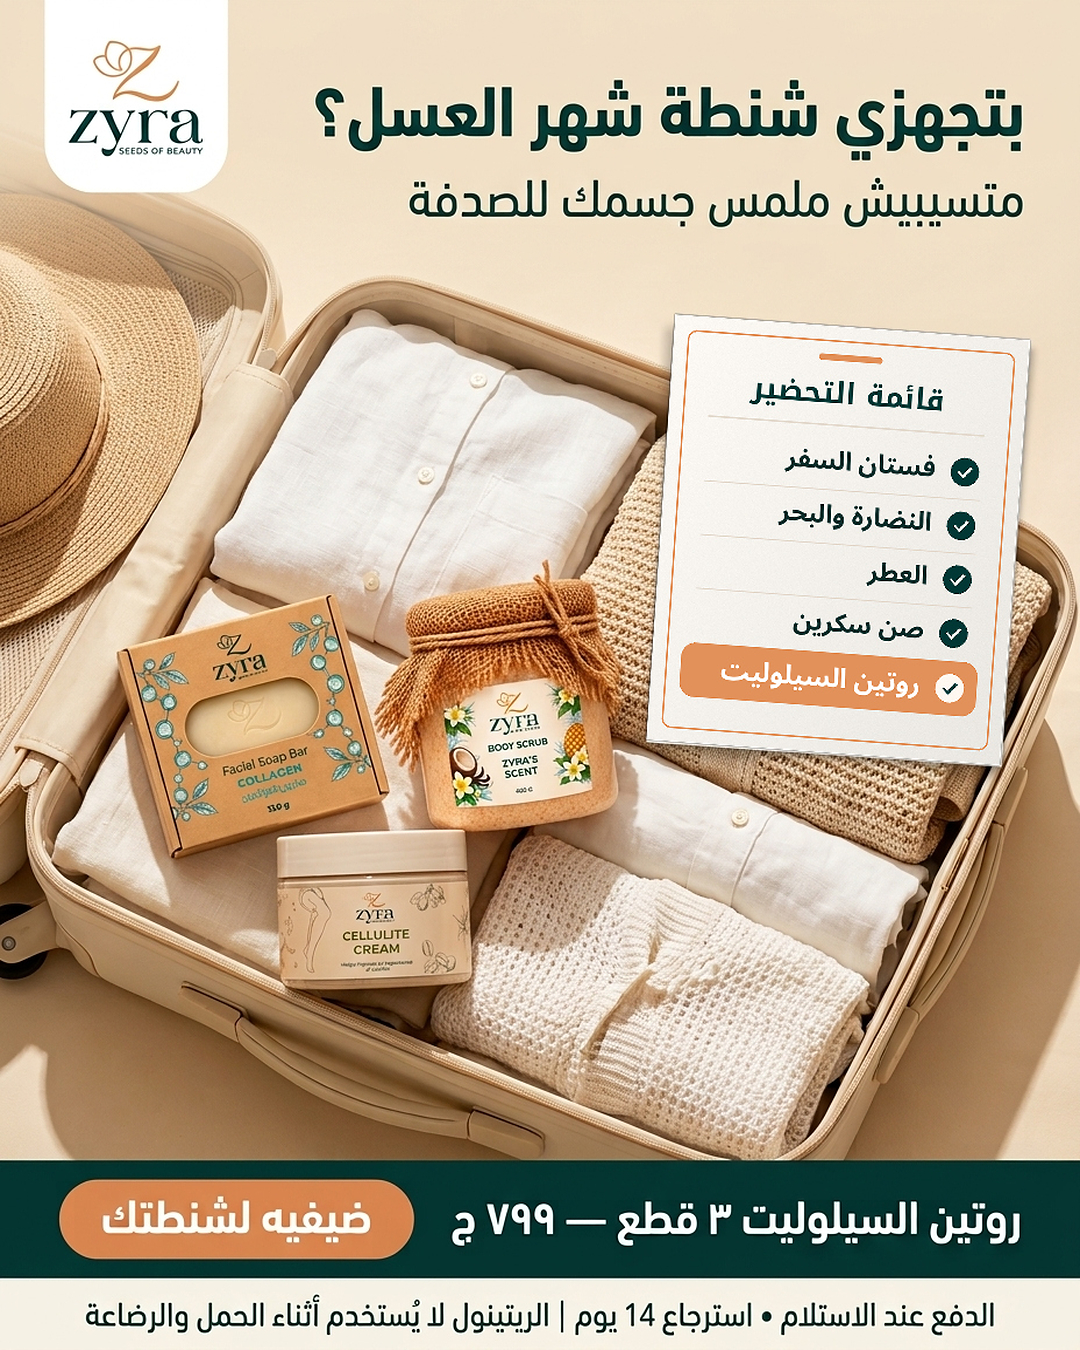 zyra
SEEDS OF BEAUTY
بتجهزي شنطة شهر العسل؟
متسيبيش ملمس جسمك للصدفة
قائمة التحضير
فستان السفر
النضارة والبحر
العطر
صن سكرين
روتين السيلوليت
zyra
Facial Soap Bar
COLLAGEN
110 g
zyra
BODY SCRUB
ZYRA'S
SCENT
400 G
zyra
CELLULITE
CREAM
روتين السيلوليت ٣ قطع — ٧٩٩ ج
ضيفيه لشنطتك
الدفع عند الاستلام • استرجاع 14 يوم | الريتينول لا يُستخدم أثناء الحمل والرضاعة